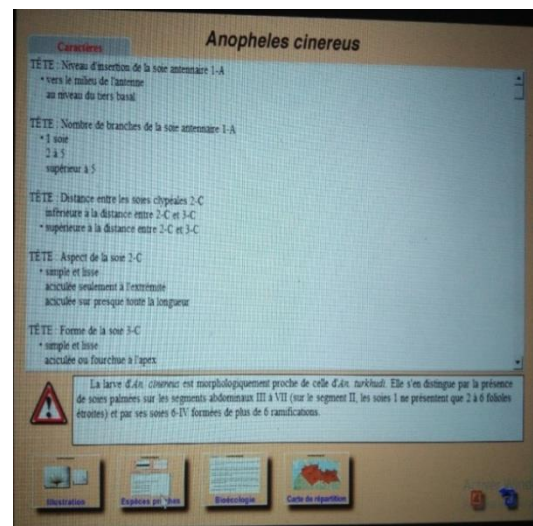 Caractères
Anopheles cinereus
TÊTE : Niveau d'insertion de la soie antennaire 1-A
• vers le milieu de l'antenne
au niveau du tiers basal
TÊTE : Nombre de branches de la soie antennaire 1-A
• 1 soie
2 à 5
supérieur à 5
TÊTE : Distance entre les soies clypéales 2-C
inférieure à la distance entre 2-C et 3-C
• supérieure à la distance entre 2-C et 3-C
TÊTE : Aspect de la soie 2-C
• simple et lisse
aciculée seulement à l'extrémité
aciculée sur presque toute la longueur
TÊTE : Forme de la soie 3-C
• simple et lisse
aciculée ou fourchue à l'apex
La larve d'An. cinereus est morphologiquement proche de celle d'An. turkhudi. Elle s'en distingue par la présence
de soies palmées sur les segments abdominaux III à VII (sur le segment II, les soies 1 ne présentent que 2 à 6 folioles
étroites) et par ses soies 6-IV formées de plus de 6 ramifications.
Illustration
Espèces proches
Bioécologie
Carte de répartition